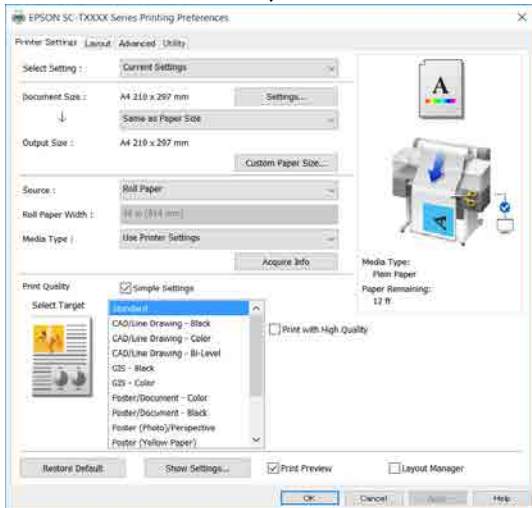 EPSON SC-TXXXX Series Printing Preferences
Printer Settings Layout Advanced Utility
Select Setting : Current Settings
Document Size : A4 210 x 297 mm Settings...
Same as Paper Size
Output Size : A4 210 x 297 mm
Custom Paper Size...
Source : Roll Paper
Roll Paper Width :
Media Type : Use Printer Settings
Acquire Info
Media Type:
Plain Paper
Paper Remaining:
12 ft
Print Quality Simple Settings
Select Target
Standard
CAD/Line Drawing - Black
CAD/Line Drawing - Color
CAD/Line Drawing - Bi-Level
GIS - Black
GIS - Color
Poster/Document - Color
Poster/Document - Black
Poster (Photo)/Perspective
Poster (Yellow Paper)
Print with High Quality
Restore Default Show Settings... Print Preview Layout Manager
OK Cancel Apply Help
A
A